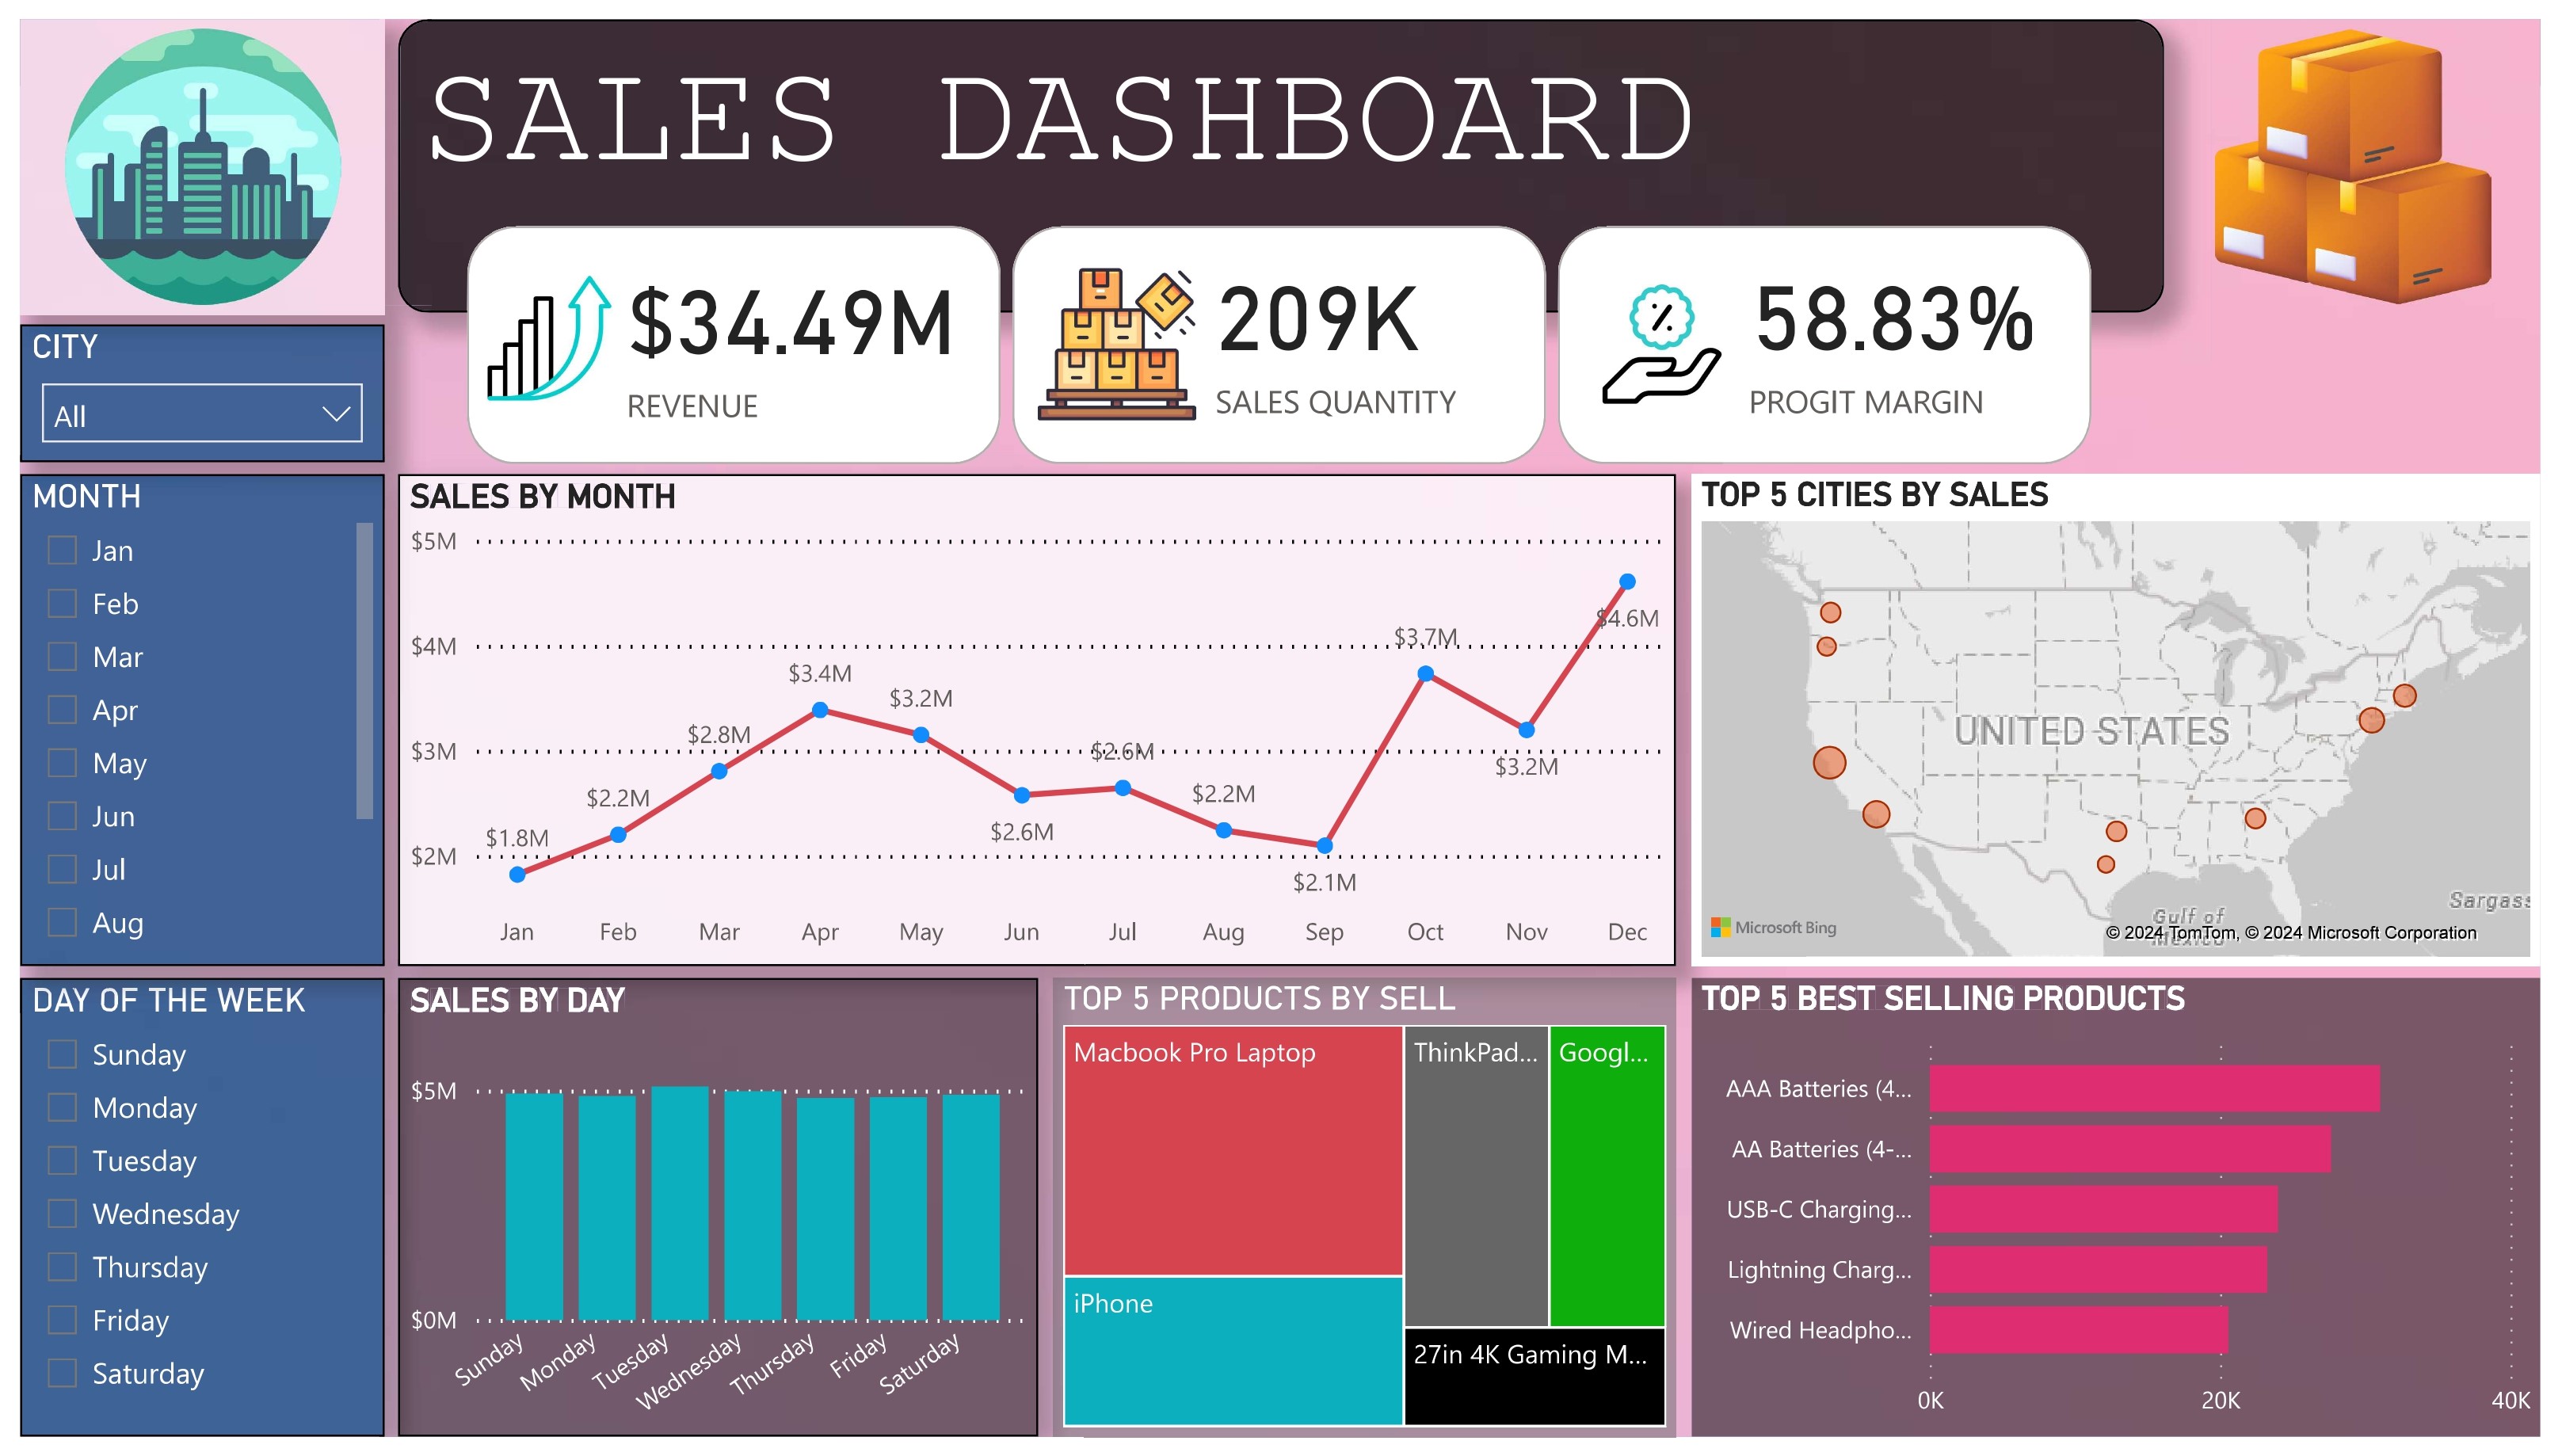 SALES DASHBOARD
$34.49M
REVENUE
209K
SALES QUANTITY
58.83%
PROGIT MARGIN
CITY
All
MONTH
Jan
Feb
Mar
Apr
May
Jun
Jul
Aug
SALES BY MONTH
$5M
$4M
$3M
$2M
$1.8M
$2.2M
$2.8M
$3.4M
$3.2M
$2.6M
$2.6M
$2.2M
$2.1M
$3.7M
$3.2M
$4.6M
Jan Feb Mar Apr May Jun Jul Aug Sep Oct Nov Dec
TOP 5 CITIES BY SALES
UNITED STATES
Sargass
Gulf of
Mexico
Microsoft Bing
© 2024 TomTom, © 2024 Microsoft Corporation
DAY OF THE WEEK
Sunday
Monday
Tuesday
Wednesday
Thursday
Friday
Saturday
SALES BY DAY
$5M
$0M
Sunday Monday Tuesday Wednesday Thursday Friday Saturday
TOP 5 PRODUCTS BY SELL
Macbook Pro Laptop
ThinkPad...
Googl...
iPhone
27in 4K Gaming M...
TOP 5 BEST SELLING PRODUCTS
AAA Batteries (4...
AA Batteries (4-...
USB-C Charging...
Lightning Charg...
Wired Headpho...
0K 20K 40K